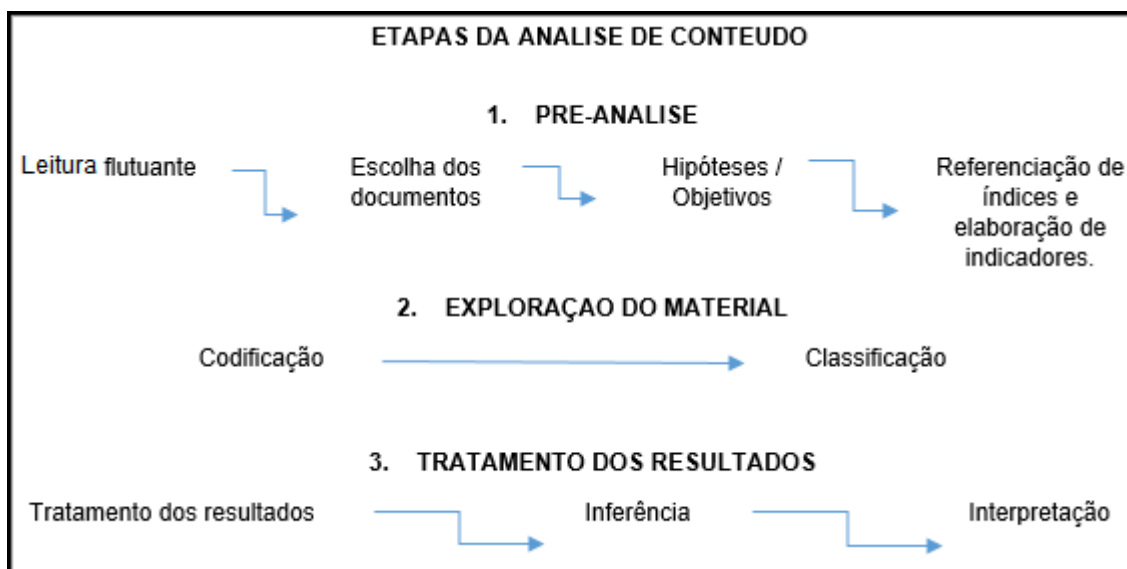 ETAPAS DA ANALISE DE CONTEUDO
1. PRE-ANALISE
Leitura flutuante
Escolha dos
documentos
Hipóteses /
Objetivos
Referenciação de
índices e
elaboração de
indicadores.
2. EXPLORAÇAO DO MATERIAL
Codificação
Classificação
3. TRATAMENTO DOS RESULTADOS
Tratamento dos resultados
Inferência
Interpretação